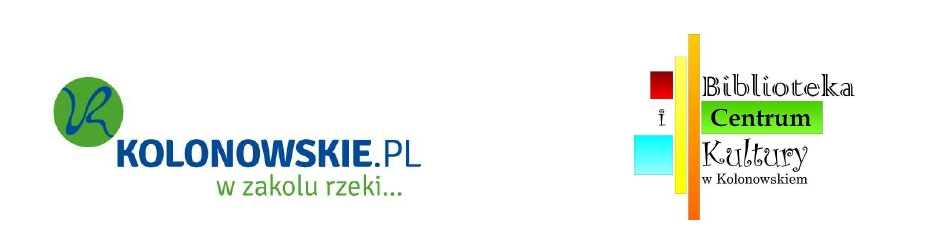 KOLONOWSKIE.PL
w zakolu rzeki...
Biblioteka
i Centrum
Kultury
w Kolonowskiem